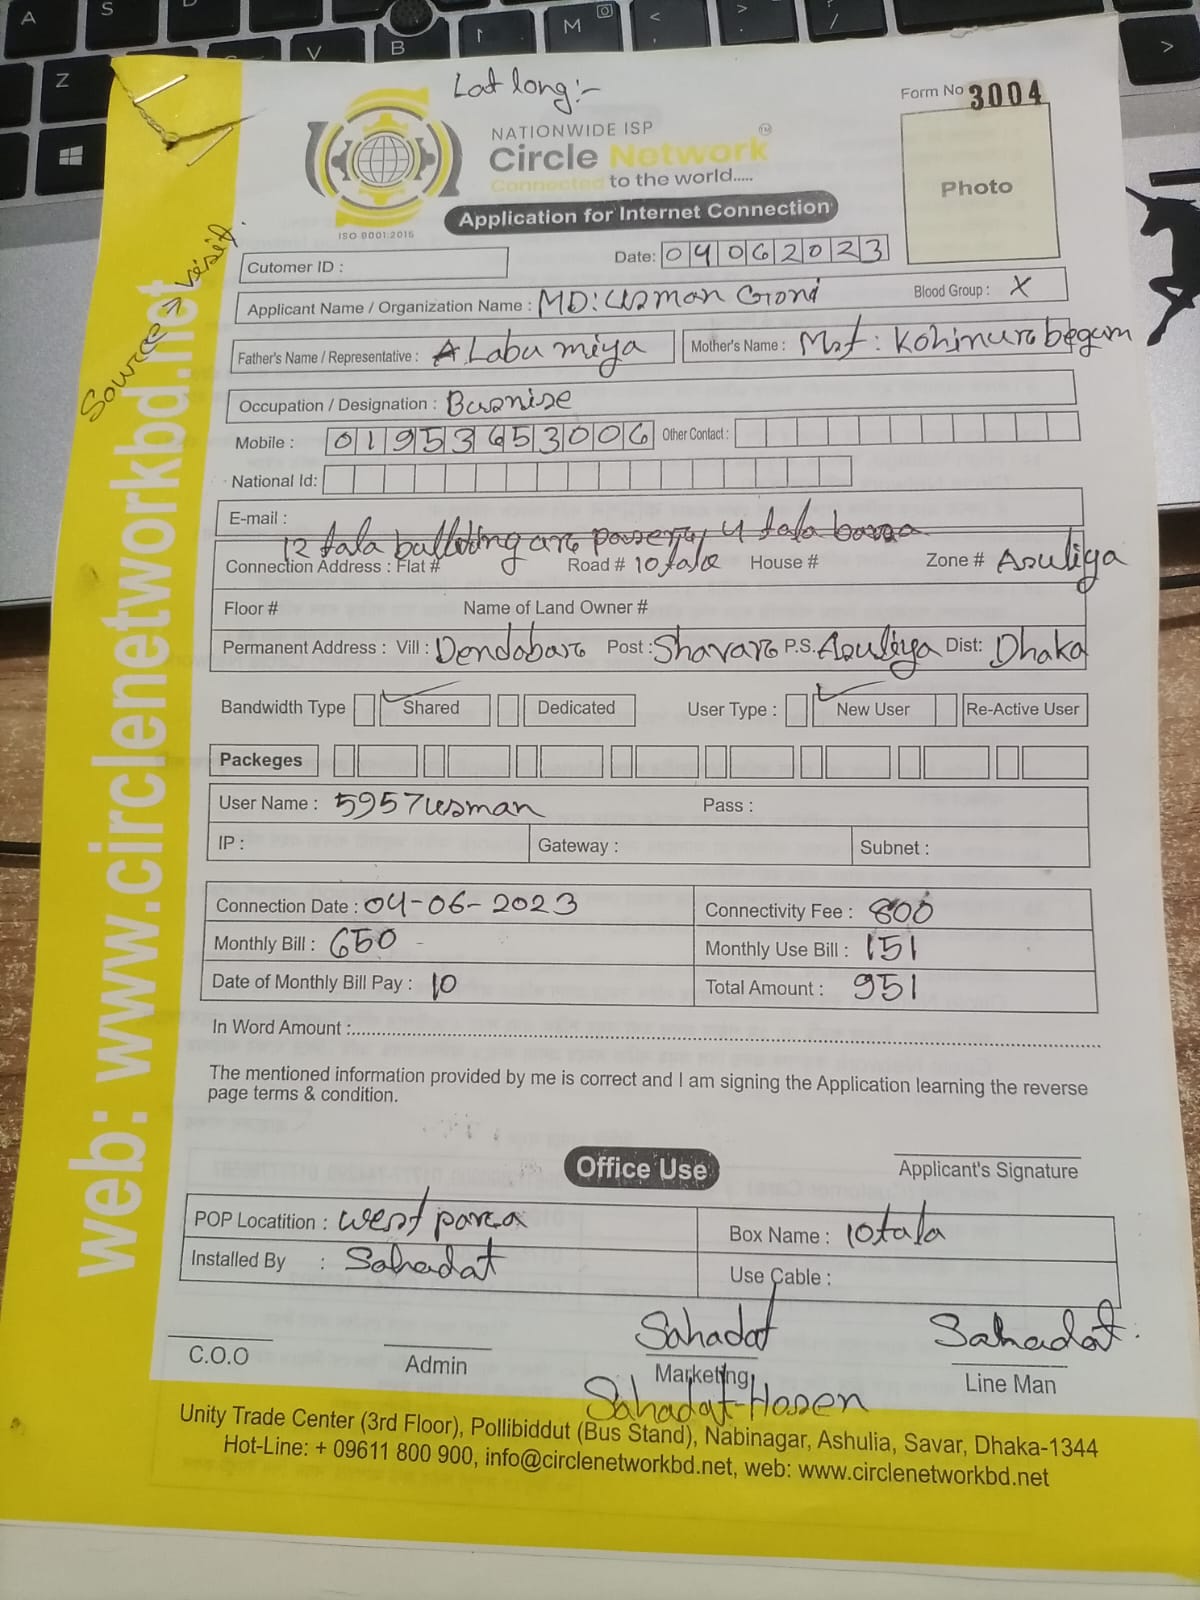 Lat long:-
Form No 3004
NATIONWIDE ISP
Circle Network
Connected to the world.....
ISO 9001:2015
Application for Internet Connection
Photo
Source → visit.
Cutomer ID :
Date: 04062023
Applicant Name / Organization Name : MD: Usman Goni Blood Group : X
Father's Name / Representative : A Labu miya Mother's Name : Mst : Kohinura begum
Occupation / Designation : Busnise
Mobile : 01953653006 Other Contact :
National Id:
E-mail :
12 tala bullding are 4 tala
Connection Address : Flat # Road # 10 tala House # Zone # Asuliya
Floor # Name of Land Owner #
Permanent Address : Vill : Dendabara Post : Shavara P.S. Asuliya Dist: Dhaka
Bandwidth Type Shared Dedicated User Type : New User Re-Active User
Packeges
User Name : 5957usman Pass :
IP : Gateway : Subnet :
Connection Date : 04-06-2023 Connectivity Fee : 800
Monthly Bill : 650 Monthly Use Bill : 151
Date of Monthly Bill Pay : 10 Total Amount : 951
In Word Amount :
The mentioned information provided by me is correct and I am signing the Application learning the reverse
page terms & condition.
Applicant's Signature
Office Use
POP Locatition : West para Box Name : 10tala
Installed By : Sahadat Use Cable :
Sahadat Sahadat
C.O.O Admin Marketing Line Man
Sahadat Hosen
Unity Trade Center (3rd Floor), Pollibiddut (Bus Stand), Nabinagar, Ashulia, Savar, Dhaka-1344
Hot-Line: + 09611 800 900, info@circlenetworkbd.net, web: www.circlenetworkbd.net
web: www.circlenetworkbd.net